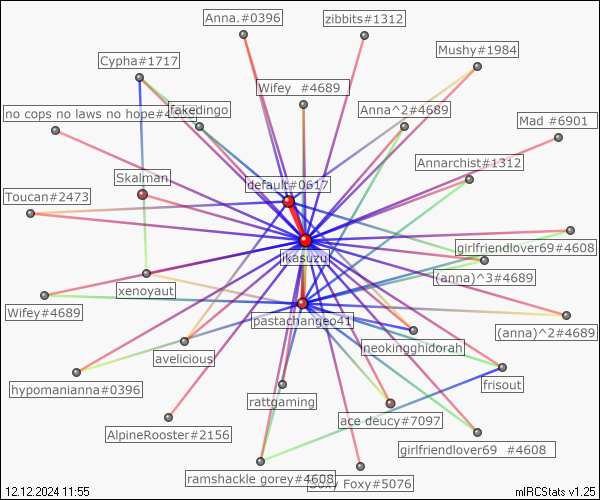 Anna.#0396
zibbits#1312
Mushy#1984
Cypha#1717
Wifey #4689
no cops no laws no hope#4
fakedingo
Anna^2#4689
Mad #6901
Annarchist#1312
Skalman
default#0617
Toucan#2473
girlfriendlover69#4608
ikasuzu
(anna)^3#4689
xenoyaut
Wifey#4689
pastachangeo41
(anna)^2#4689
neokingghidorah
avelicious
hypomanianna#0396
frisout
rattgaming
ace deucy#7097
AlpineRooster#2156
girlfriendlover69 #4608
ramshackle gorey#4608
Foxy#5076
12.12.2024 11:55
mIRCStats v1.25